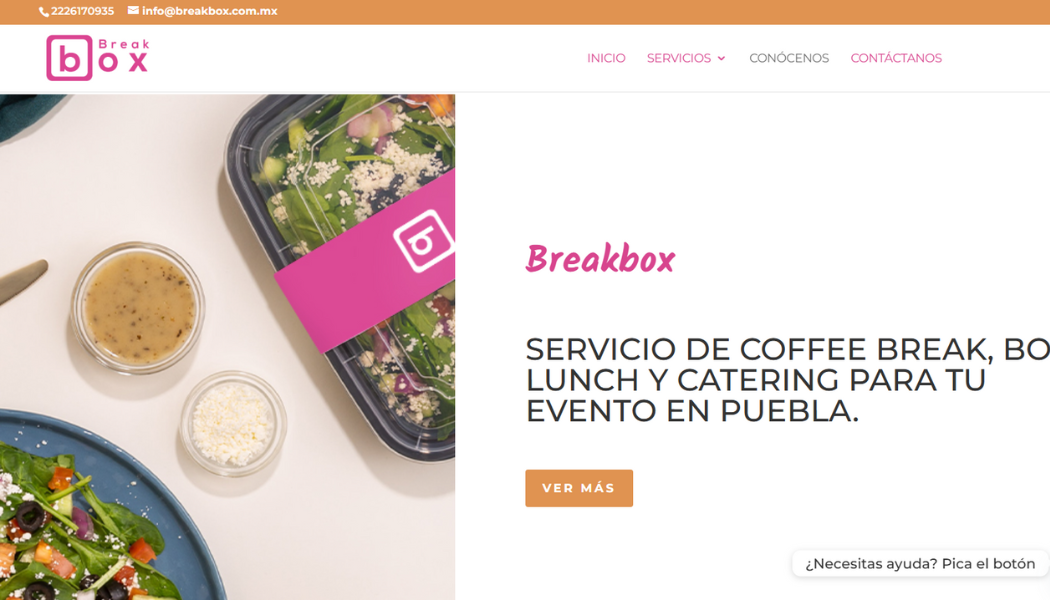 2226170935 info@breakbox.com.mx
Break
box
INICIO SERVICIOS CONÓCENOS CONTÁCTANOS
b
Breakbox
SERVICIO DE COFFEE BREAK, BO
LUNCH Y CATERING PARA TU
EVENTO EN PUEBLA.
VER MÁS
¿Necesitas ayuda? Pica el botón